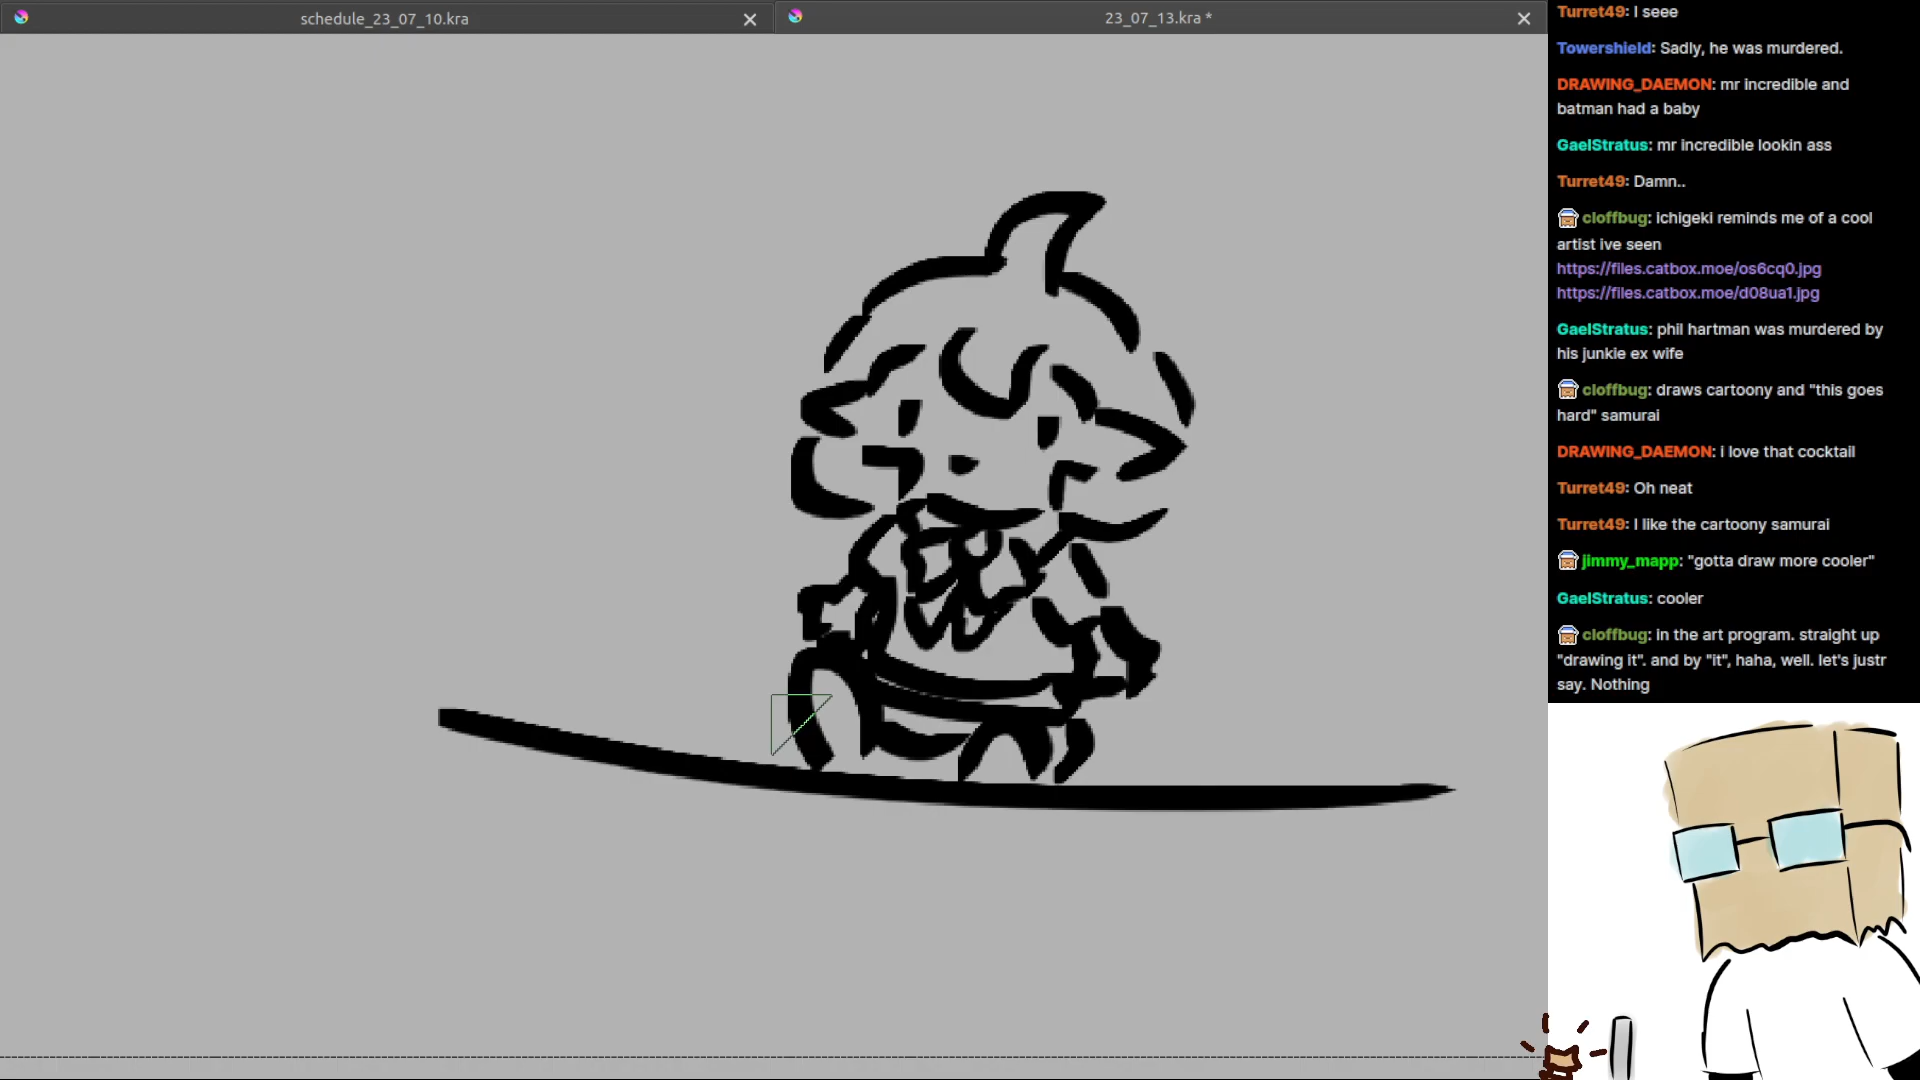 schedule_23_07_10.kra
23_07_13.kra *
Turret49: I seee
Towershield: Sadly, he was murdered.
DRAWING_DAEMON: mr incredible and
batman had a baby
GaelStratus: mr incredible lookin ass
Turret49: Damn..
cloffbug: ichigeki reminds me of a cool
artist ive seen
https://files.catbox.moe/os6cq0.jpg
https://files.catbox.moe/d08ua1.jpg
GaelStratus: phil hartman was murdered by
his junkie ex wife
cloffbug: draws cartoony and "this goes
hard" samurai
DRAWING_DAEMON: i love that cocktail
Turret49: Oh neat
Turret49: I like the cartoony samurai
jimmy_mapp: "gotta draw more cooler"
GaelStratus: cooler
cloffbug: in the art program. straight up
"drawing it". and by "it", haha, well. let's justr
say. Nothing